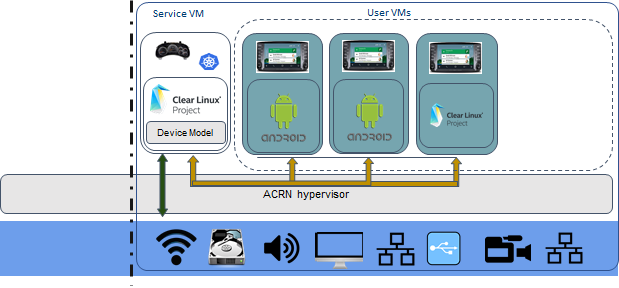 Service VM
User VMs
Clear Linux*
Project
Device Model
ANDROID
ANDROID
Clear Linux*
Project
ACRN hypervisor